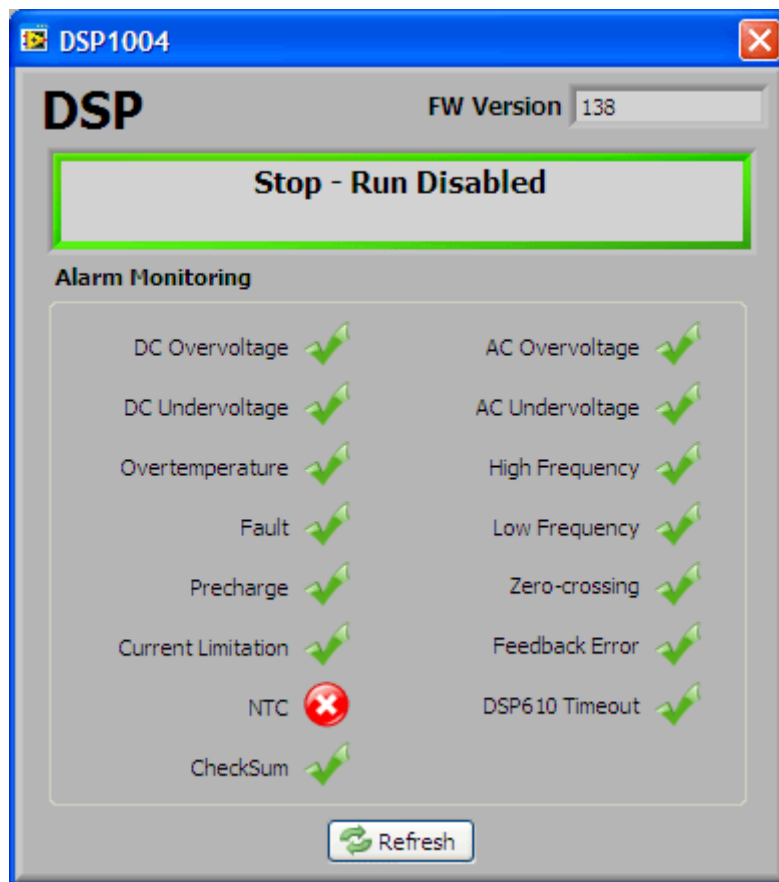 DSP1004
DSP
FW Version 138
Stop - Run Disabled
Alarm Monitoring
DC Overvoltage
AC Overvoltage
DC Undervoltage
AC Undervoltage
Overtemperature
High Frequency
Fault
Low Frequency
Precharge
Zero-crossing
Current Limitation
Feedback Error
NTC
DSP610 Timeout
CheckSum
Refresh